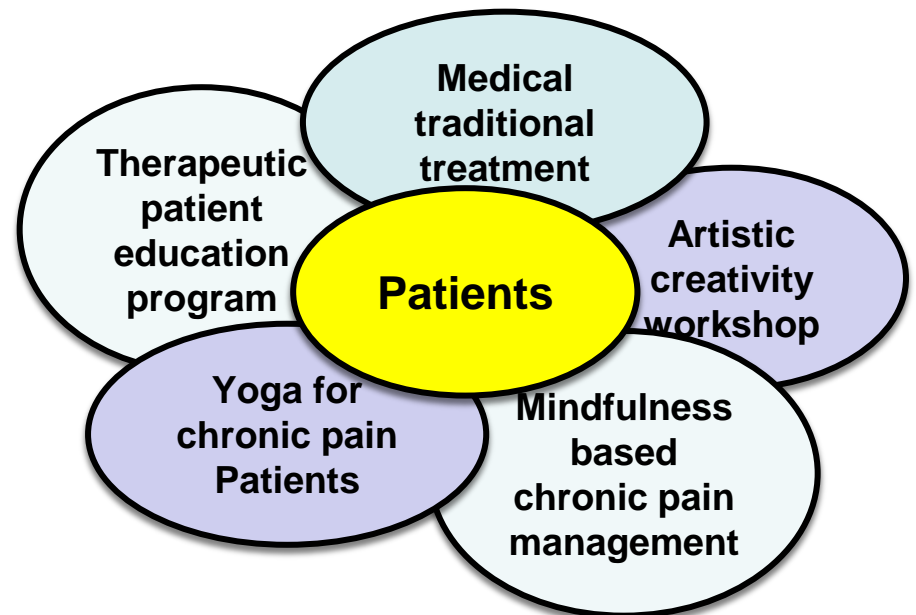 Medical
traditional
treatment
Therapeutic
patient
education
program
Artistic
creativity
workshop
Patients
Yoga for
chronic pain
Patients
Mindfulness
based
chronic pain
management